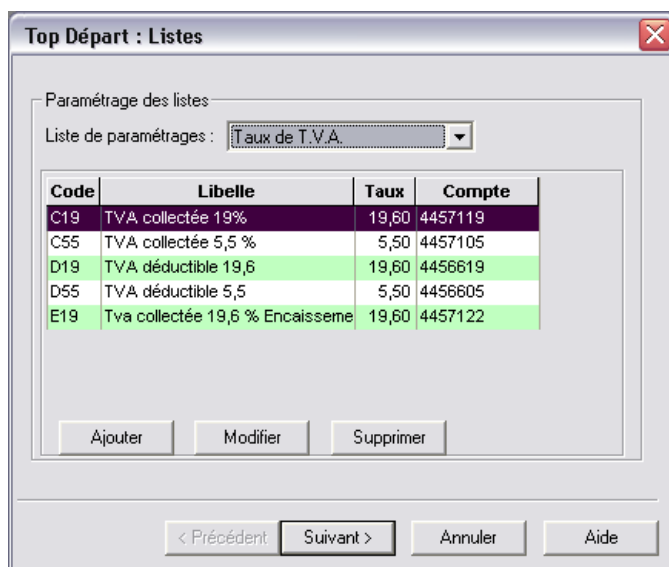 Top Départ : Listes
Paramétrage des listes
Liste de paramétrages : Taux de T.V.A.
Code Libelle Taux Compte
C19 TVA collectée 19% 19,60 4457119
C55 TVA collectée 5,5 % 5,50 4457105
D19 TVA déductible 19,6 19,60 4456619
D55 TVA déductible 5,5 5,50 4456605
E19 Tva collectée 19,6 % Encaisseme 19,60 4457122
Ajouter Modifier Supprimer
< Précédent Suivant > Annuler Aide